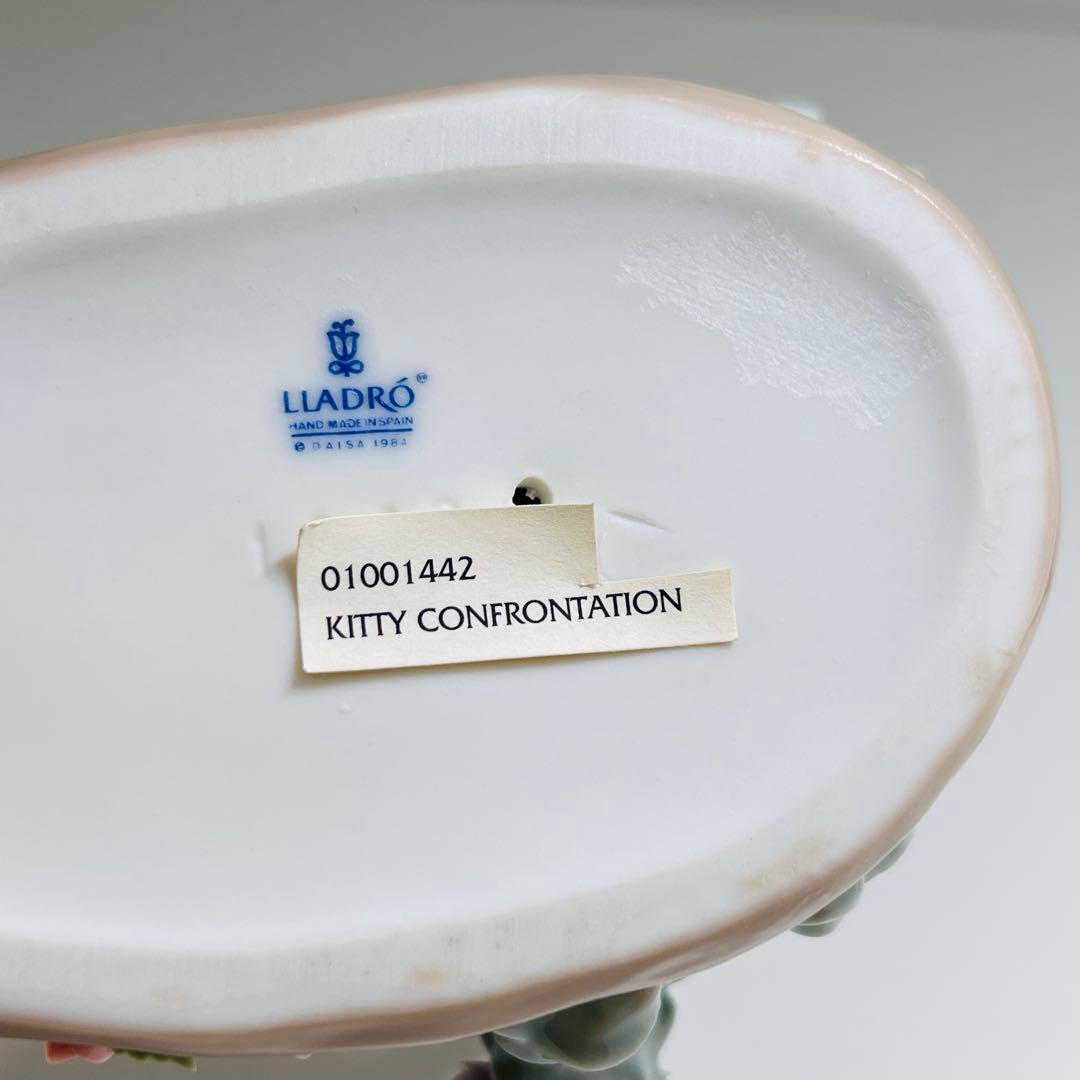 LLADRÓ
HAND MADE IN SPAIN
© DAISA 1984
01001442
KITTY CONFRONTATION